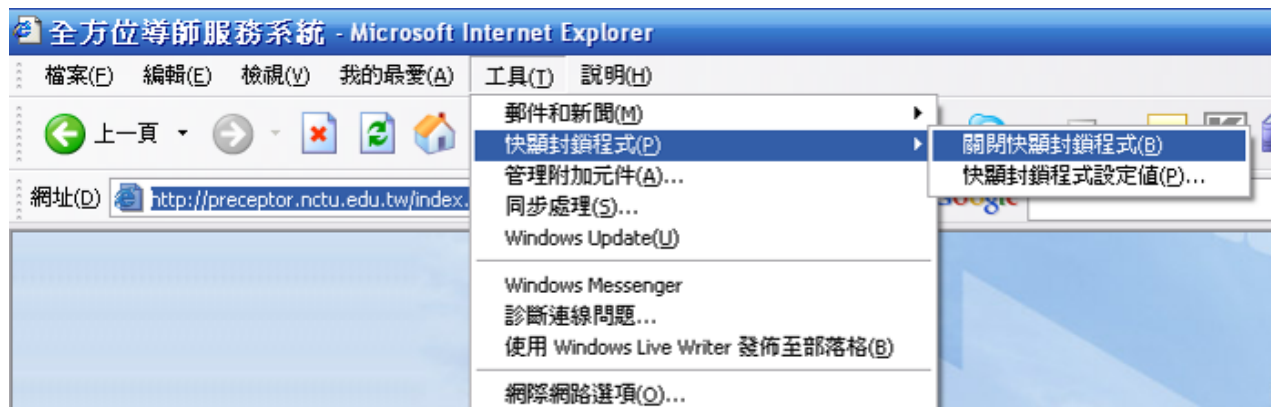 全方位導師服務系統 - Microsoft Internet Explorer
檔案(F) 編輯(E) 檢視(V) 我的最愛(A) 工具(T) 說明(H)
上一頁
網址(D) http://preceptor.nctu.edu.tw/index.
郵件和新聞(M)
快顯封鎖程式(P)
管理附加元件(A)...
同步處理(S)...
Windows Update(U)
Windows Messenger
診斷連線問題...
使用 Windows Live Writer 發佈至部落格(B)
網際網路選項(O)...
關閉快顯封鎖程式(B)
快顯封鎖程式設定值(P)...